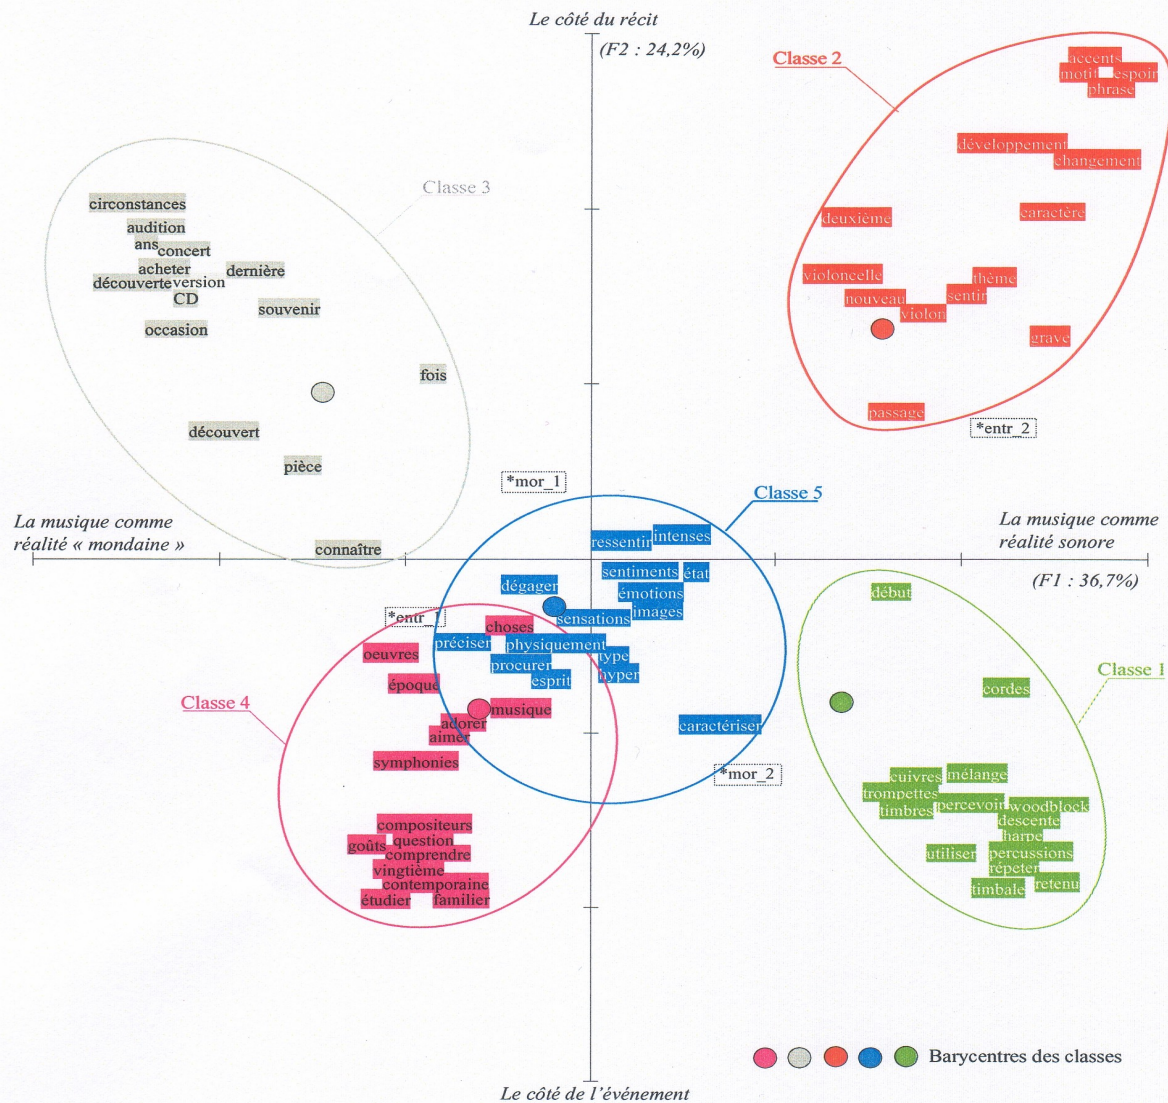 Le côté du récit
(F2 : 24,2%)
Classe 2
accents
motif espoir
phrase
développement
changement
Classe 3
circonstances
audition
ans
concert
acheter
dernière
découverte version
CD
souvenir
occasion
fois
découvert
pièce
connaître
deuxième
caractère
violoncelle
thème
nouveau
sentir
violon
grave
passage
*entr_2
*mor_1
Classe 5
La musique comme
réalité « mondaine »
La musique comme
réalité sonore
(F1 : 36,7%)
ressentir intenses
sentiments état
dégager
émotions
images
sensations
*entr_1
choses
préciser
physiquement
type
procurer
hyper
esprit
caractériser
*mor_2
oeuvres
époque
Classe 4
musique
adorer
aimer
symphonies
compositeurs
goûts question
comprendre
vingtième
contemporaine
étudier familier
début
Classe 1
cordes
cuivres mélange
trompettes
timbres
percevoir
woodblock
descente
harpe
utiliser
percussions
répeter
timbale
retenu
Barycentres des classes
Le côté de l'événement